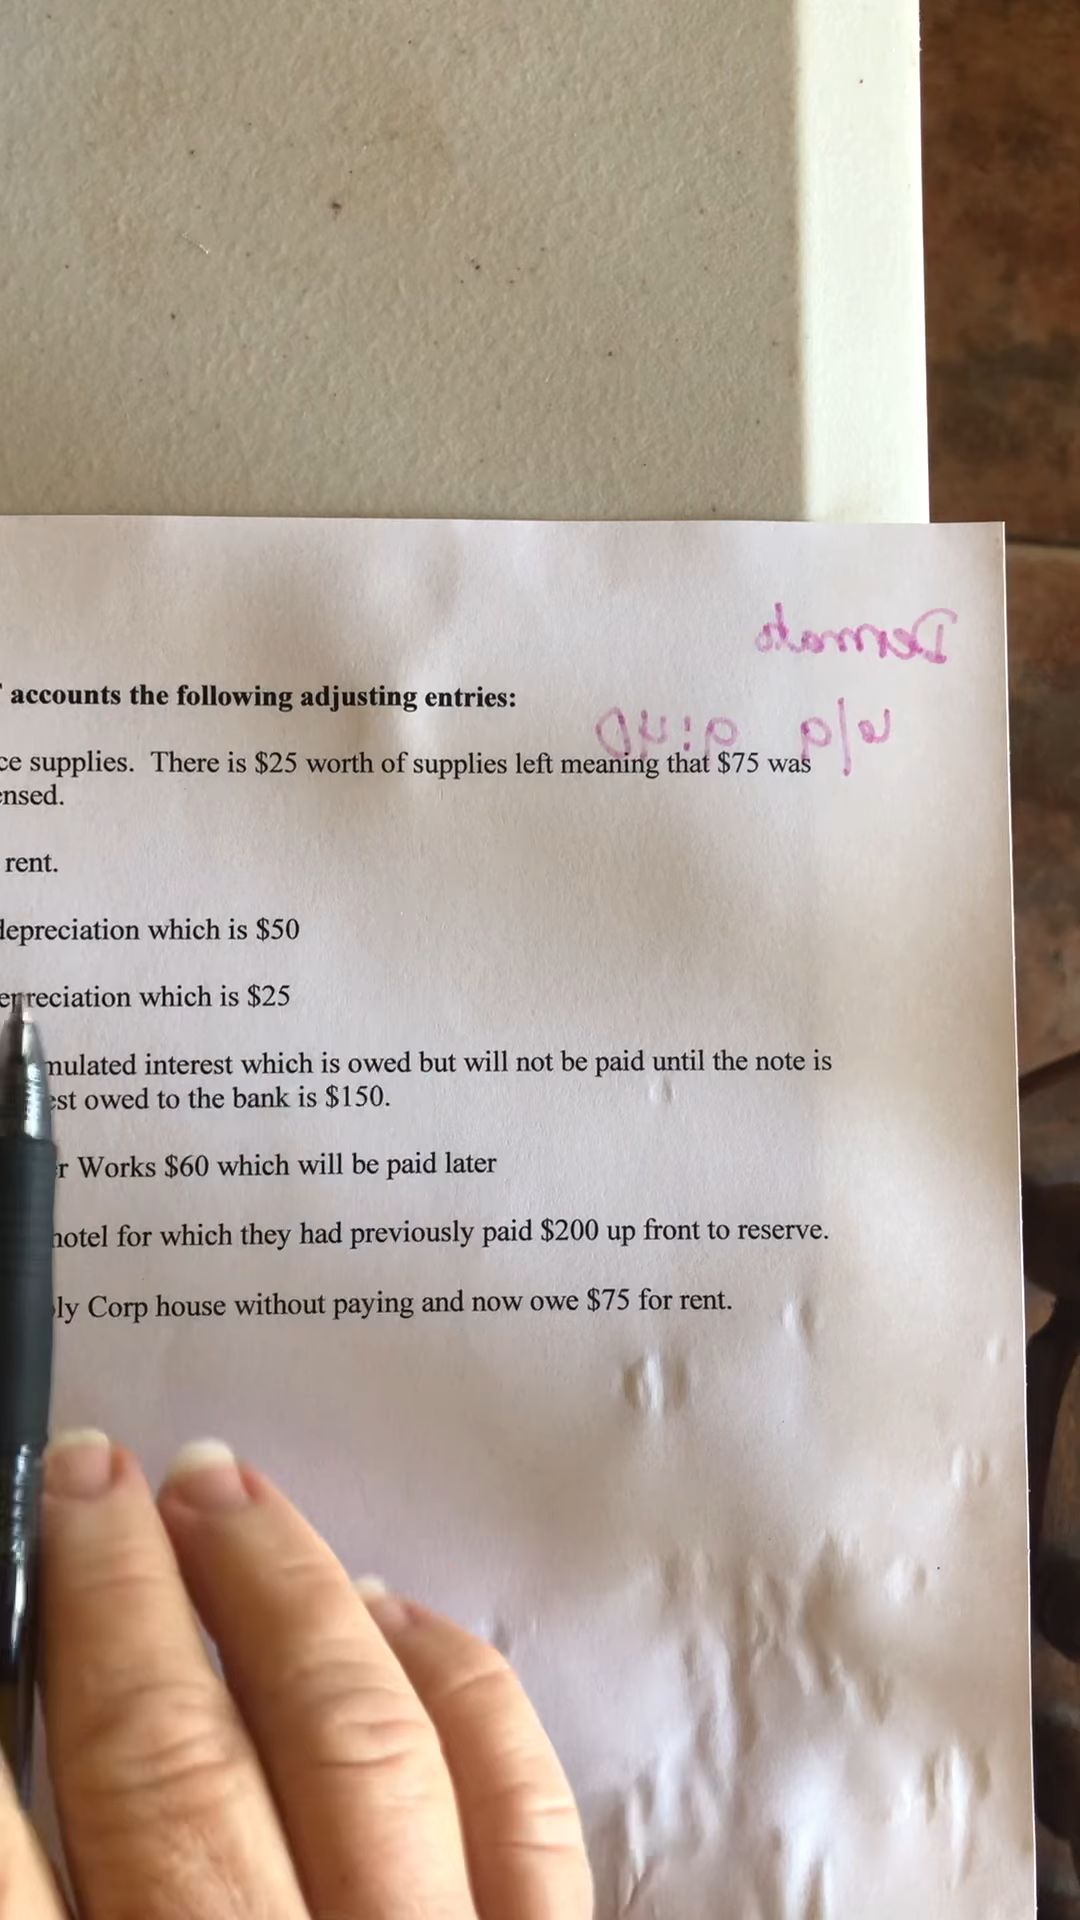 accounts the following adjusting entries:
ce supplies. There is $25 worth of supplies left meaning that $75 was
ensed.
rent.
depreciation which is $50
epreciation which is $25
mulated interest which is owed but will not be paid until the note is
est owed to the bank is $150.
r Works $60 which will be paid later
hotel for which they had previously paid $200 up front to reserve.
ly Corp house without paying and now owe $75 for rent.